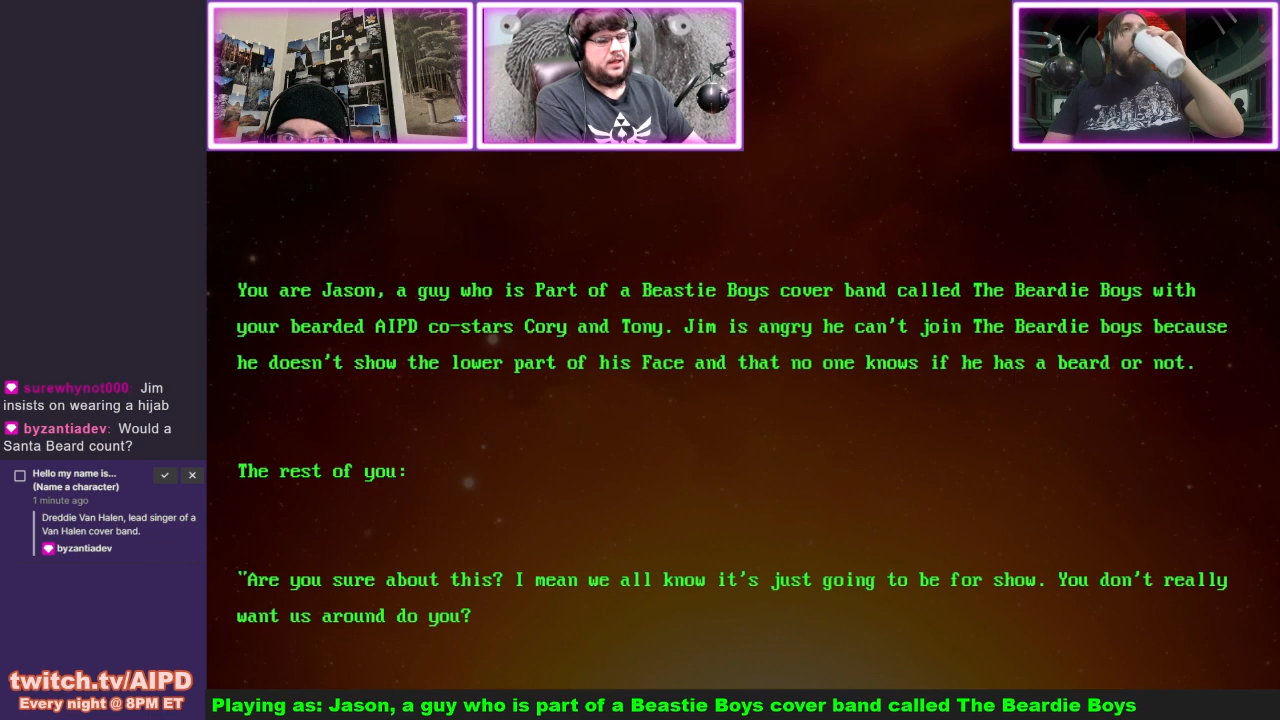 You are Jason, a guy who is Part of a Beastie Boys cover band called The Beardie Boys with
your bearded AIPD co-stars Cory and Tony. Jim is angry he can't join The Beardie boys because
he doesn't show the lower part of his Face and that no one knows if he has a beard or not.
The rest of you:
"Are you sure about this? I mean we all know it's just going to be for show. You don't really
want us around do you?
surewhynot000: Jim
insists on wearing a hijab
byzantiadev: Would a
Santa Beard count?
Hello my name is...
(Name a character)
1 minute ago
Dreddie Van Halen, lead singer of a
Van Halen cover band.
byzantiadev
twitch.tv/AIPD
Every night @ 8PM ET
Playing as: Jason, a guy who is part of a Beastie Boys cover band called The Beardie Boys